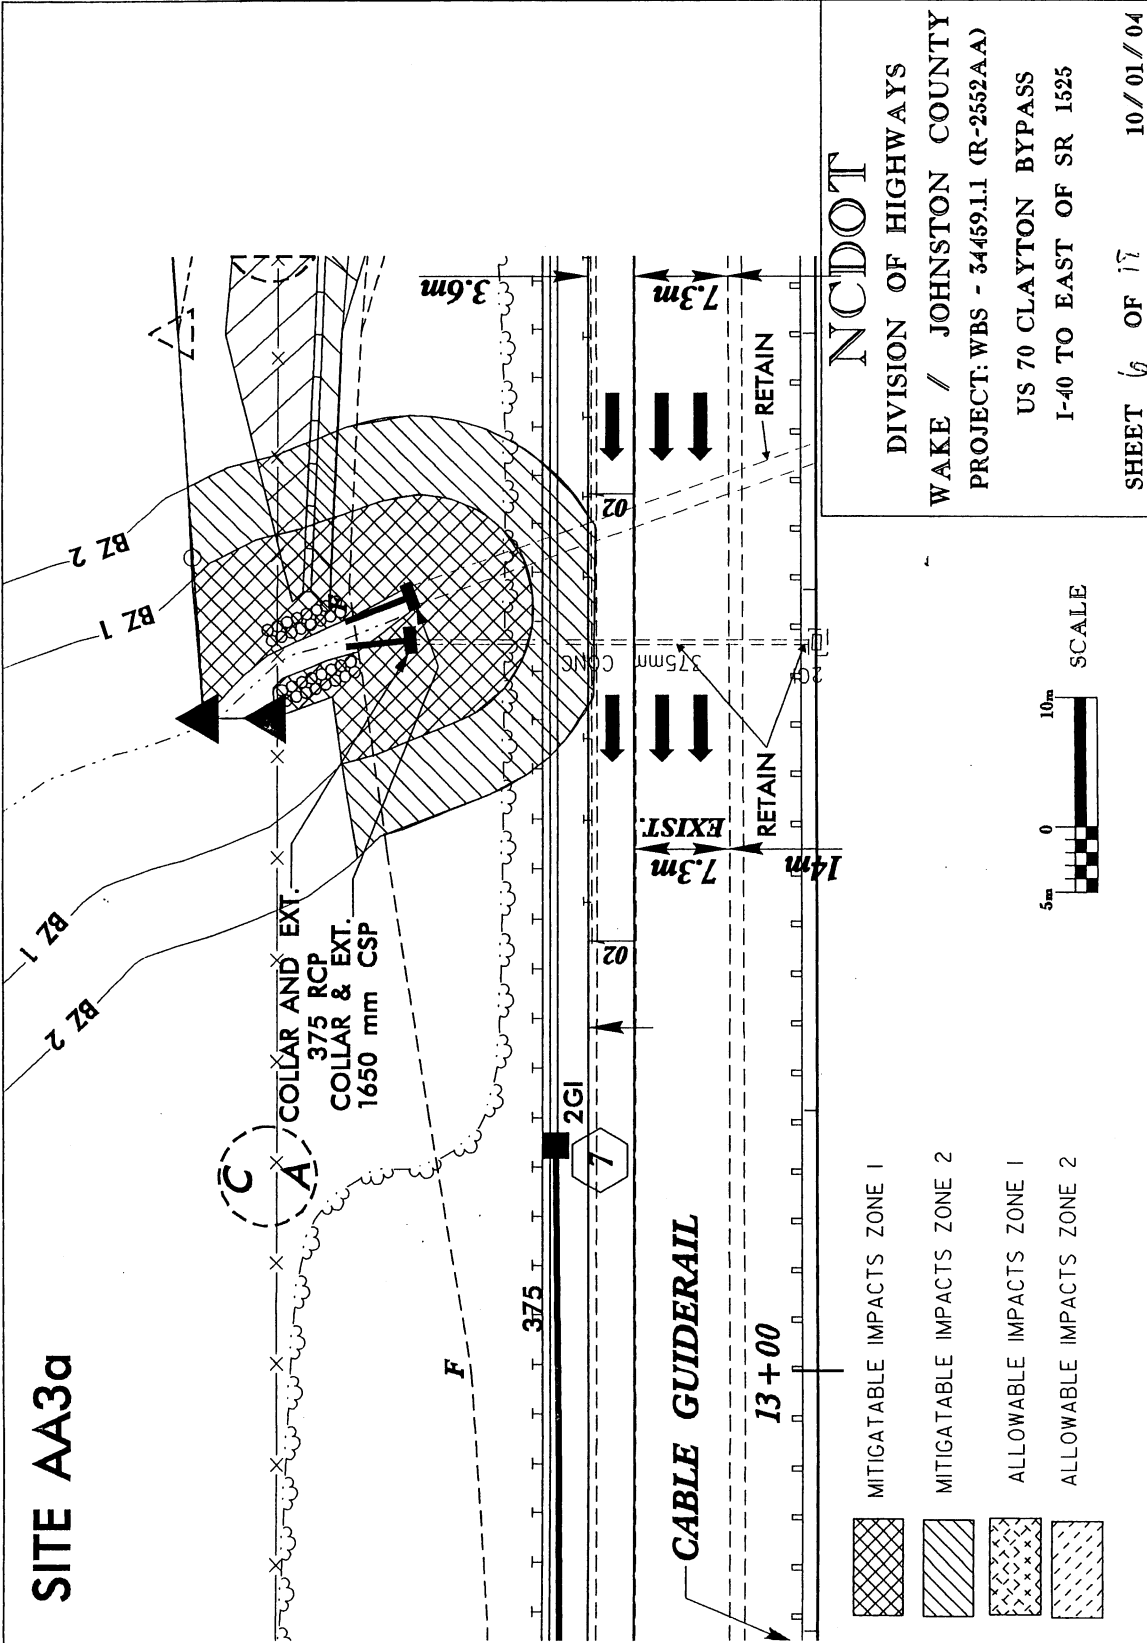 SITE AA3a
BZ 2
BZ 1
BZ 1
BZ 2
C
A
COLLAR AND EXT.
375 RCP
COLLAR & EXT.
1650 mm CSP
F
375
2GI
7
3.6m
7.3m
02
02
375mm CONC
2GI
RETAIN
RETAIN
EXIST.
7.3m
14m
CABLE GUIDERAIL
13+00
MITIGATABLE IMPACTS ZONE 1
MITIGATABLE IMPACTS ZONE 2
ALLOWABLE IMPACTS ZONE 1
ALLOWABLE IMPACTS ZONE 2
5m 0 10m
SCALE
NCDOT
DIVISION OF HIGHWAYS
WAKE / JOHNSTON COUNTY
PROJECT: WBS - 34459.1.1 (R-2552AA)
US 70 CLAYTON BYPASS
I-40 TO EAST OF SR 1525
SHEET 6 OF 17 10/01/04